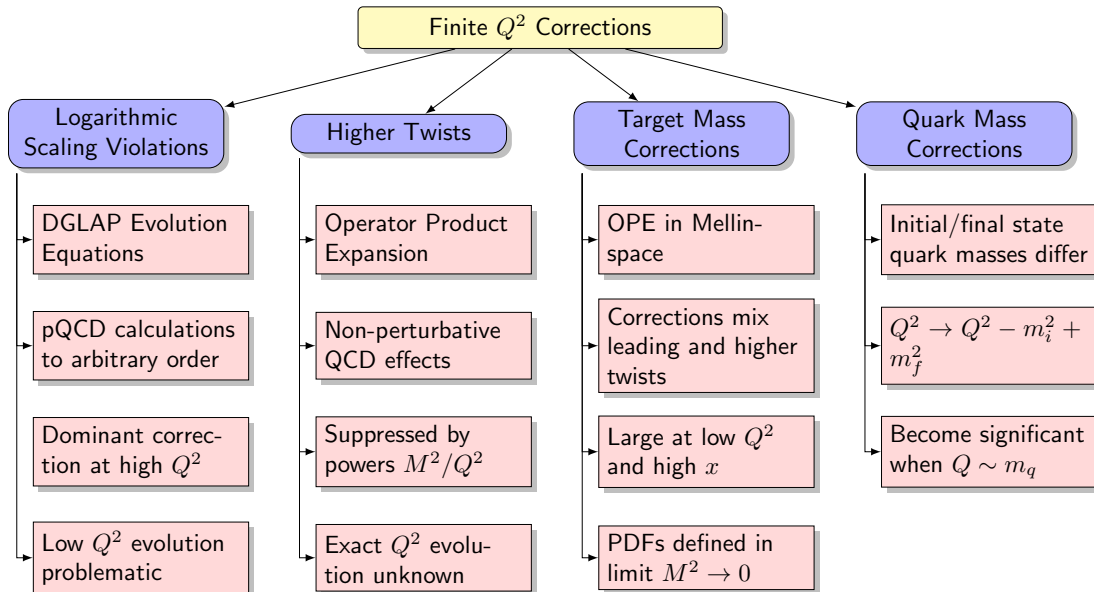 Finite Q² Corrections
Logarithmic
Scaling Violations
DGLAP Evolution
Equations
pQCD calculations
to arbitrary order
Dominant correc-
tion at high Q²
Low Q² evolution
problematic
Higher Twists
Operator Product
Expansion
Non-perturbative
QCD effects
Suppressed by
powers M²/Q²
Exact Q² evolu-
tion unknown
Target Mass
Corrections
OPE in Mellin-
space
Corrections mix
leading and higher
twists
Large at low Q²
and high x
PDFs defined in
limit M² → 0
Quark Mass
Corrections
Initial/final state
quark masses differ
Q² → Q² − m_i² +
m_f²
Become significant
when Q ∼ m_q